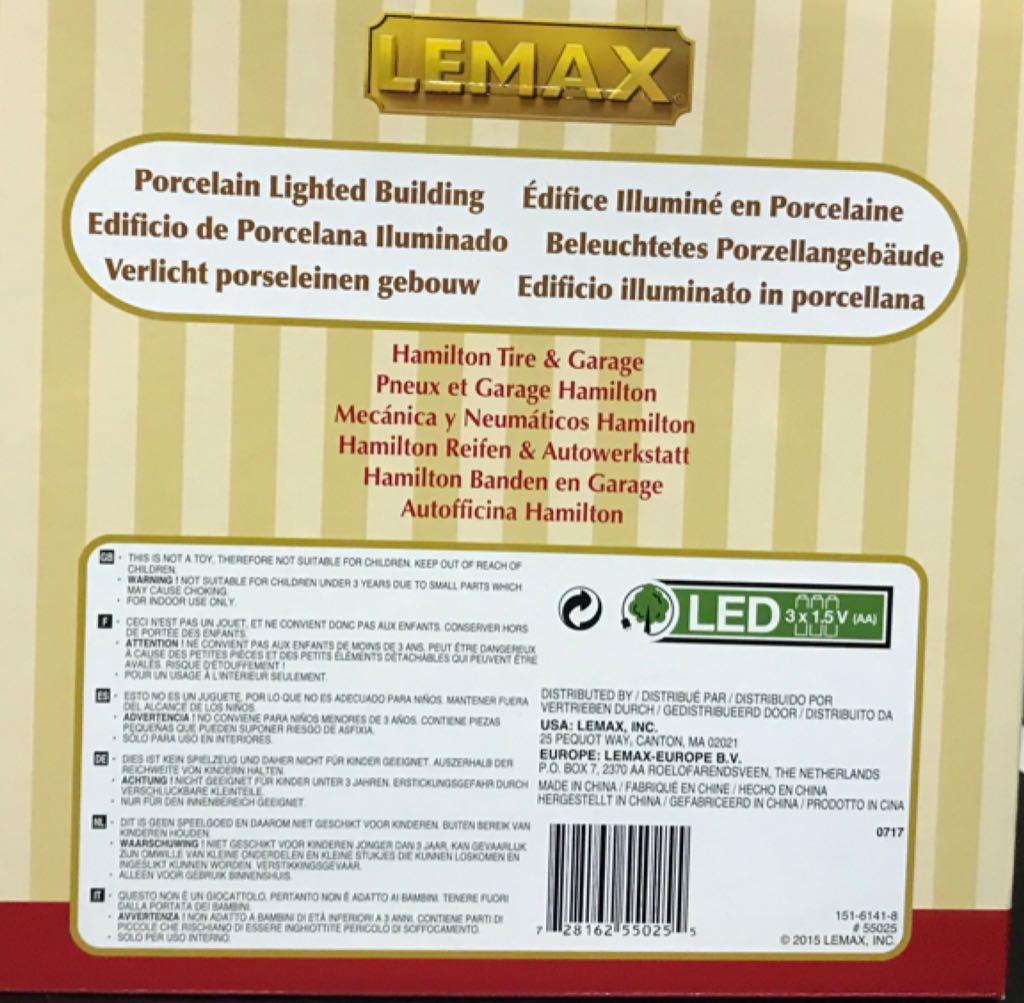 LEMAX
Porcelain Lighted Building Édifice Illuminé en Porcelaine
Edificio de Porcelana Iluminado Beleuchtetes Porzellangebäude
Verlicht porseleinen gebouw Edificio illuminato in porcellana
Hamilton Tire & Garage
Pneux et Garage Hamilton
Mecánica y Neumáticos Hamilton
Hamilton Reifen & Autowerkstatt
Hamilton Banden en Garage
Autofficina Hamilton
GB · THIS IS NOT A TOY, THEREFORE NOT SUITABLE FOR CHILDREN. KEEP OUT OF REACH OF
CHILDREN.
· WARNING ! NOT SUITABLE FOR CHILDREN UNDER 3 YEARS DUE TO SMALL PARTS WHICH
MAY CAUSE CHOKING.
· FOR INDOOR USE ONLY.
F · CECI N'EST PAS UN JOUET, ET NE CONVIENT DONC PAS AUX ENFANTS. CONSERVER HORS
DE PORTÉE DES ENFANTS.
· ATTENTION ! NE CONVIENT PAS AUX ENFANTS DE MOINS DE 3 ANS. PEUT ÊTRE DANGEREUX
À CAUSE DES PETITES PIÈCES ET DES PETITS ÉLÉMENTS DÉTACHABLES QUI PEUVENT ÊTRE
AVALÉS. RISQUE D'ÉTOUFFEMENT !
· POUR UN USAGE À L'INTÉRIEUR SEULEMENT.
ES · ESTO NO ES UN JUGUETE, POR LO QUE NO ES ADECUADO PARA NIÑOS. MANTENER FUERA
DEL ALCANCE DE LOS NIÑOS.
· ADVERTENCIA ! NO CONVIENE PARA NIÑOS MENORES DE 3 AÑOS. CONTIENE PIEZAS
PEQUEÑAS QUE PUEDEN SUPONER RIESGO DE ASFIXIA.
· SÓLO PARA USO EN INTERIORES.
DE · DIES IST KEIN SPIELZEUG UND DAHER NICHT FÜR KINDER GEEIGNET. AUSZERHALB DER
REICHWEITE VON KINDERN HALTEN.
· ACHTUNG ! NICHT GEEIGNET FÜR KINDER UNTER 3 JAHREN. ERSTICKUNGSGEFAHR DURCH
VERSCHLUCKBARE KLEINTEILE.
· NUR FÜR DEN INNENBEREICH GEEIGNET.
NL · DIT IS GEEN SPEELGOED EN DAAROM NIET GESCHIKT VOOR KINDEREN. BUITEN BEREIK VAN
KINDEREN HOUDEN.
· WAARSCHUWING ! NIET GESCHIKT VOOR KINDEREN JONGER DAN 3 JAAR, KAN GEVAARLIJK
ZIJN OMWILLE VAN KLEINE ONDERDELEN EN KLEINE STUKJES DIE KUNNEN LOSKOMEN EN
INGESLIKT KUNNEN WORDEN. VERSTIKKINGSGEVAAR.
· ALLEEN VOOR GEBRUIK BINNENSHUIS.
IT · QUESTO NON È UN GIOCATTOLO, PERTANTO NON È ADATTO AI BAMBINI. TENERE FUORI
DALLA PORTATA DEI BAMBINI.
· AVVERTENZA ! NON ADATTO A BAMBINI DI ETÀ INFERIORI A 3 ANNI. CONTIENE PARTI DI
PICCOLE CHE RISCHIANO DI ESSERE INGHIOTTITE PERICOLO DI SOFFOCAMENTO.
· SOLO PER USO INTERNO.
LED 3 x 1.5 V (AA)
DISTRIBUTED BY / DISTRIBUÉ PAR / DISTRIBUIDO POR
VERTRIEBEN DURCH / GEDISTRIBUEERD DOOR / DISTRIBUITO DA
USA: LEMAX, INC.
25 PEQUOT WAY, CANTON, MA 02021
EUROPE: LEMAX-EUROPE B.V.
P.O. BOX 7, 2370 AA ROELOFARENDSVEEN, THE NETHERLANDS
MADE IN CHINA / FABRIQUÉ EN CHINE / HECHO EN CHINA
HERGESTELLT IN CHINA / GEFABRICEERD IN CHINA / PRODOTTO IN CINA
0717
7 28162 55025 5
151-6141-8
# 55025
© 2015 LEMAX, INC.